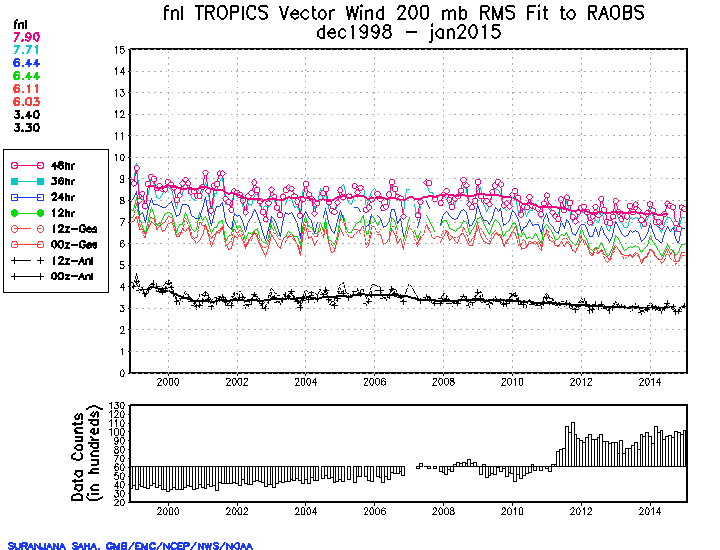 fnl TROPICS Vector Wind 200 mb RMS Fit to RAOBS
dec1998 - jan2015
fnl
7.90
7.71
6.44
6.44
6.11
6.03
3.40
3.30
48hr
36hr
24hr
12hr
12z-Ges
00z-Ges
12z-Anl
00z-Anl
15
14
13
12
11
10
9
8
7
6
5
4
3
2
1
0
2000 2002 2004 2006 2008 2010 2012 2014
Data Counts
(in hundreds)
130
120
110
100
90
80
70
60
50
40
30
20
2000 2002 2004 2006 2008 2010 2012 2014
SURANJANA SAHA, GMB/EMC/NCEP/NWS/NOAA